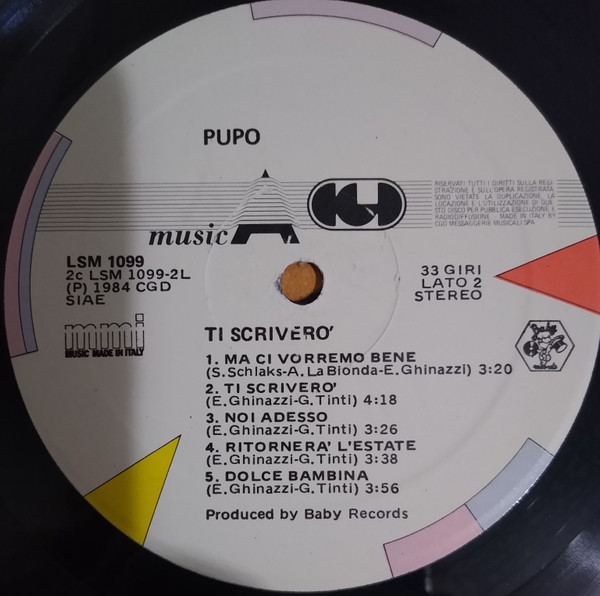 PUPO
RISERVATI TUTTI I DIRITTI SULLA REGI
STRAZIONE E SULL'OPERA REGISTRATA
SONO VIETATE LA DUPLICAZIONE, LA
LOCAZIONE E L'UTILIZZAZIONE DI QUE
STO DISCO PER PUBBLICA ESECUZIONE E
RADIODIFFUSIONE MADE IN ITALY BY
CGD MESSAGGERIE MUSICALI SPA
music A
CGD
LSM 1099
2c LSM 1099-2L
(P) 1984 CGD
SIAE
33 GIRI
LATO 2
STEREO
mmi
MUSIC MADE IN ITALY
Baby
records
TI SCRIVERO'
1. MA CI VORREMO BENE
(S. Schlaks-A. La Bionda-E. Ghinazzi) 3:20
2. TI SCRIVERO'
(E. Ghinazzi-G. Tinti) 4:18
3. NOI ADESSO
(E. Ghinazzi-G. Tinti) 3:26
4. RITORNERA' L'ESTATE
(E. Ghinazzi-G. Tinti) 3:38
5. DOLCE BAMBINA
(E. Ghinazzi-G. Tinti) 3:56
Produced by Baby Records